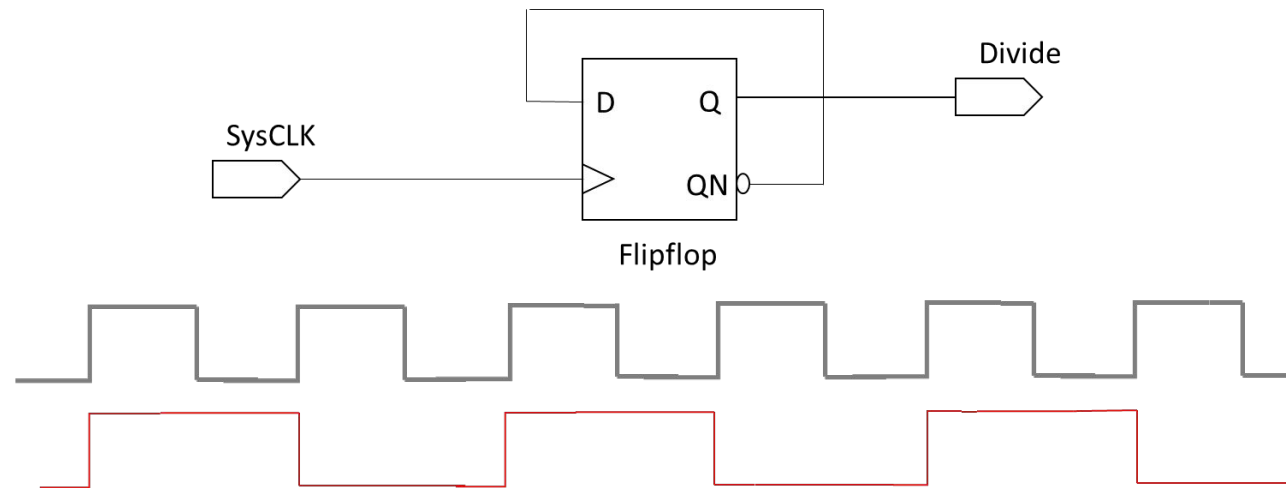 Divide
D
Q
SysCLK
QN
Flipflop